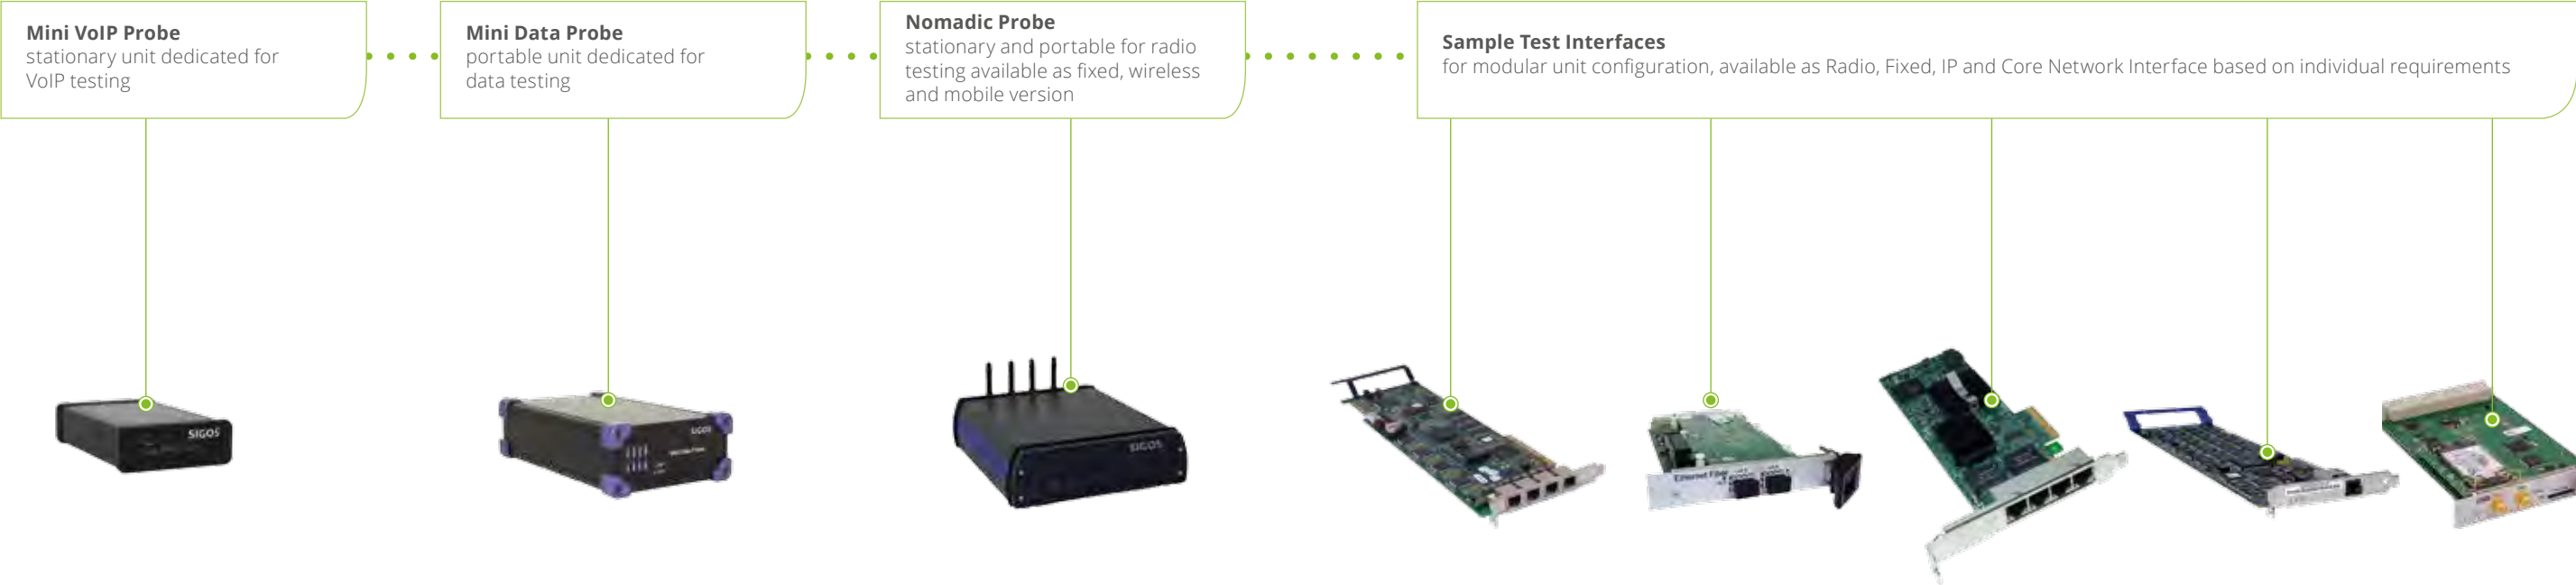 Mini VoIP Probe
stationary unit dedicated for
VoIP testing
Mini Data Probe
portable unit dedicated for
data testing
Nomadic Probe
stationary and portable for radio
testing available as fixed, wireless
and mobile version
Sample Test Interfaces
for modular unit configuration, available as Radio, Fixed, IP and Core Network Interface based on individual requirements
SIGOS
SIGOS
SIGOS
Ethernet Fiber